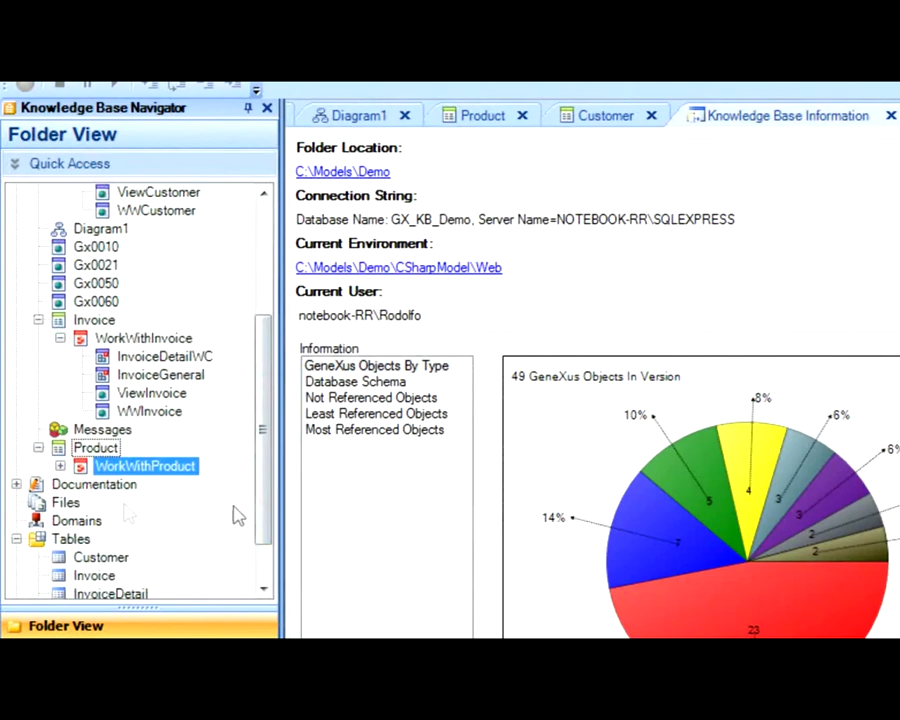 Knowledge Base Navigator
Folder View
Quick Access
ViewCustomer
WWCustomer
Diagram1
Gx0010
Gx0021
Gx0050
Gx0060
Invoice
WorkWithInvoice
InvoiceDetailWC
InvoiceGeneral
ViewInvoice
WWInvoice
Messages
Product
WorkWithProduct
Documentation
Files
Domains
Tables
Customer
Invoice
InvoiceDetail
Folder View
Diagram1
Product
Customer
Knowledge Base Information
Folder Location:
C:\Models\Demo
Connection String:
Database Name: GX_KB_Demo, Server Name=NOTEBOOK-RR\SQLEXPRESS
Current Environment:
C:\Models\Demo\CSharpModel\Web
Current User:
notebook-RR\Rodolfo
Information
GeneXus Objects By Type
Database Schema
Not Referenced Objects
Least Referenced Objects
Most Referenced Objects
49 GeneXus Objects In Version
8%
10%
6%
6%
14%
4
5
3
3
2
2
7
23